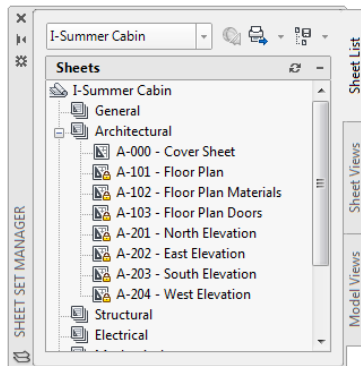 I-Summer Cabin
Sheets
I-Summer Cabin
General
Architectural
A-000 - Cover Sheet
A-101 - Floor Plan
A-102 - Floor Plan Materials
A-103 - Floor Plan Doors
A-201 - North Elevation
A-202 - East Elevation
A-203 - South Elevation
A-204 - West Elevation
Structural
Electrical
SHEET SET MANAGER
Sheet List
Sheet Views
Model Views